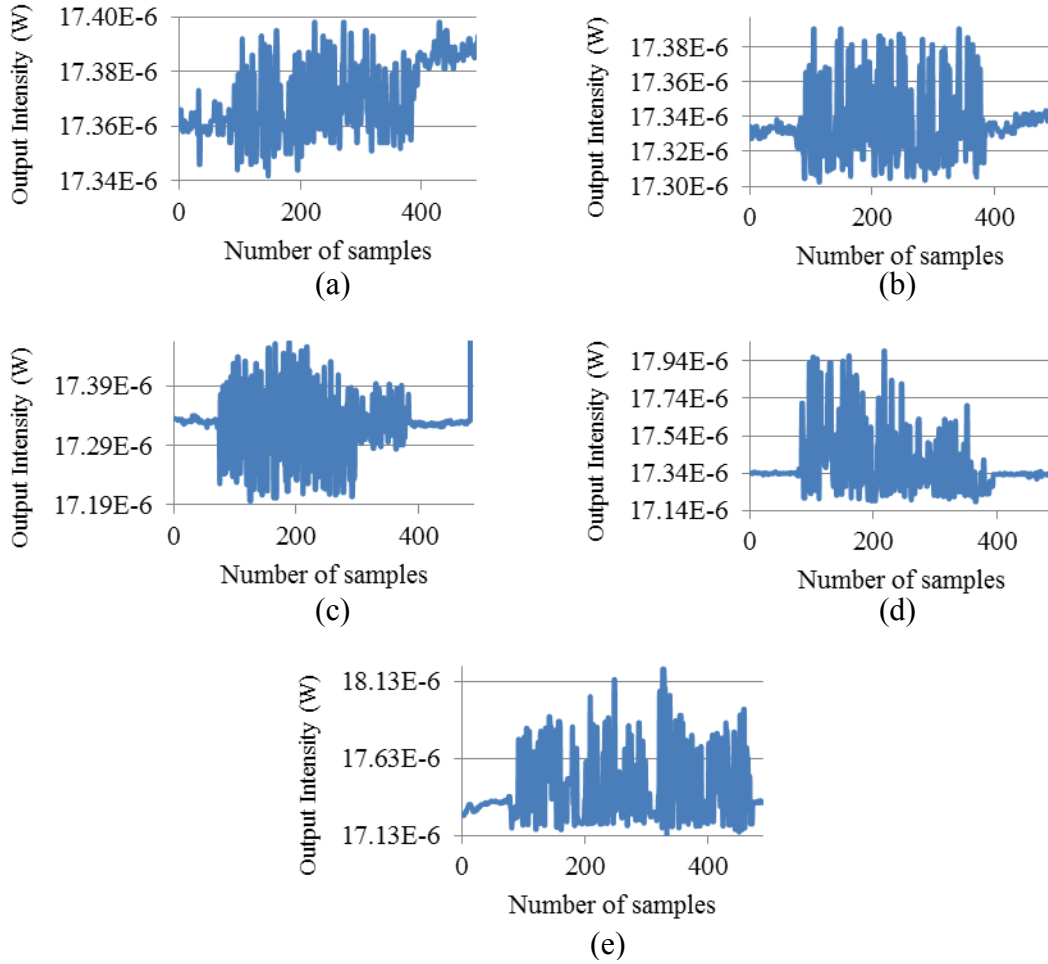 Output Intensity (W)
17.40E-6
17.38E-6
17.36E-6
17.34E-6
0
200
400
Number of samples
(a)
Output Intensity (W)
17.38E-6
17.36E-6
17.34E-6
17.32E-6
17.30E-6
0
200
400
Number of samples
(b)
Output Intensity (W)
17.39E-6
17.29E-6
17.19E-6
0
200
400
Number of samples
(c)
Output Intensity (W)
17.94E-6
17.74E-6
17.54E-6
17.34E-6
17.14E-6
0
200
400
Number of samples
(d)
Output Intensity (W)
18.13E-6
17.63E-6
17.13E-6
0
200
400
Number of samples
(e)